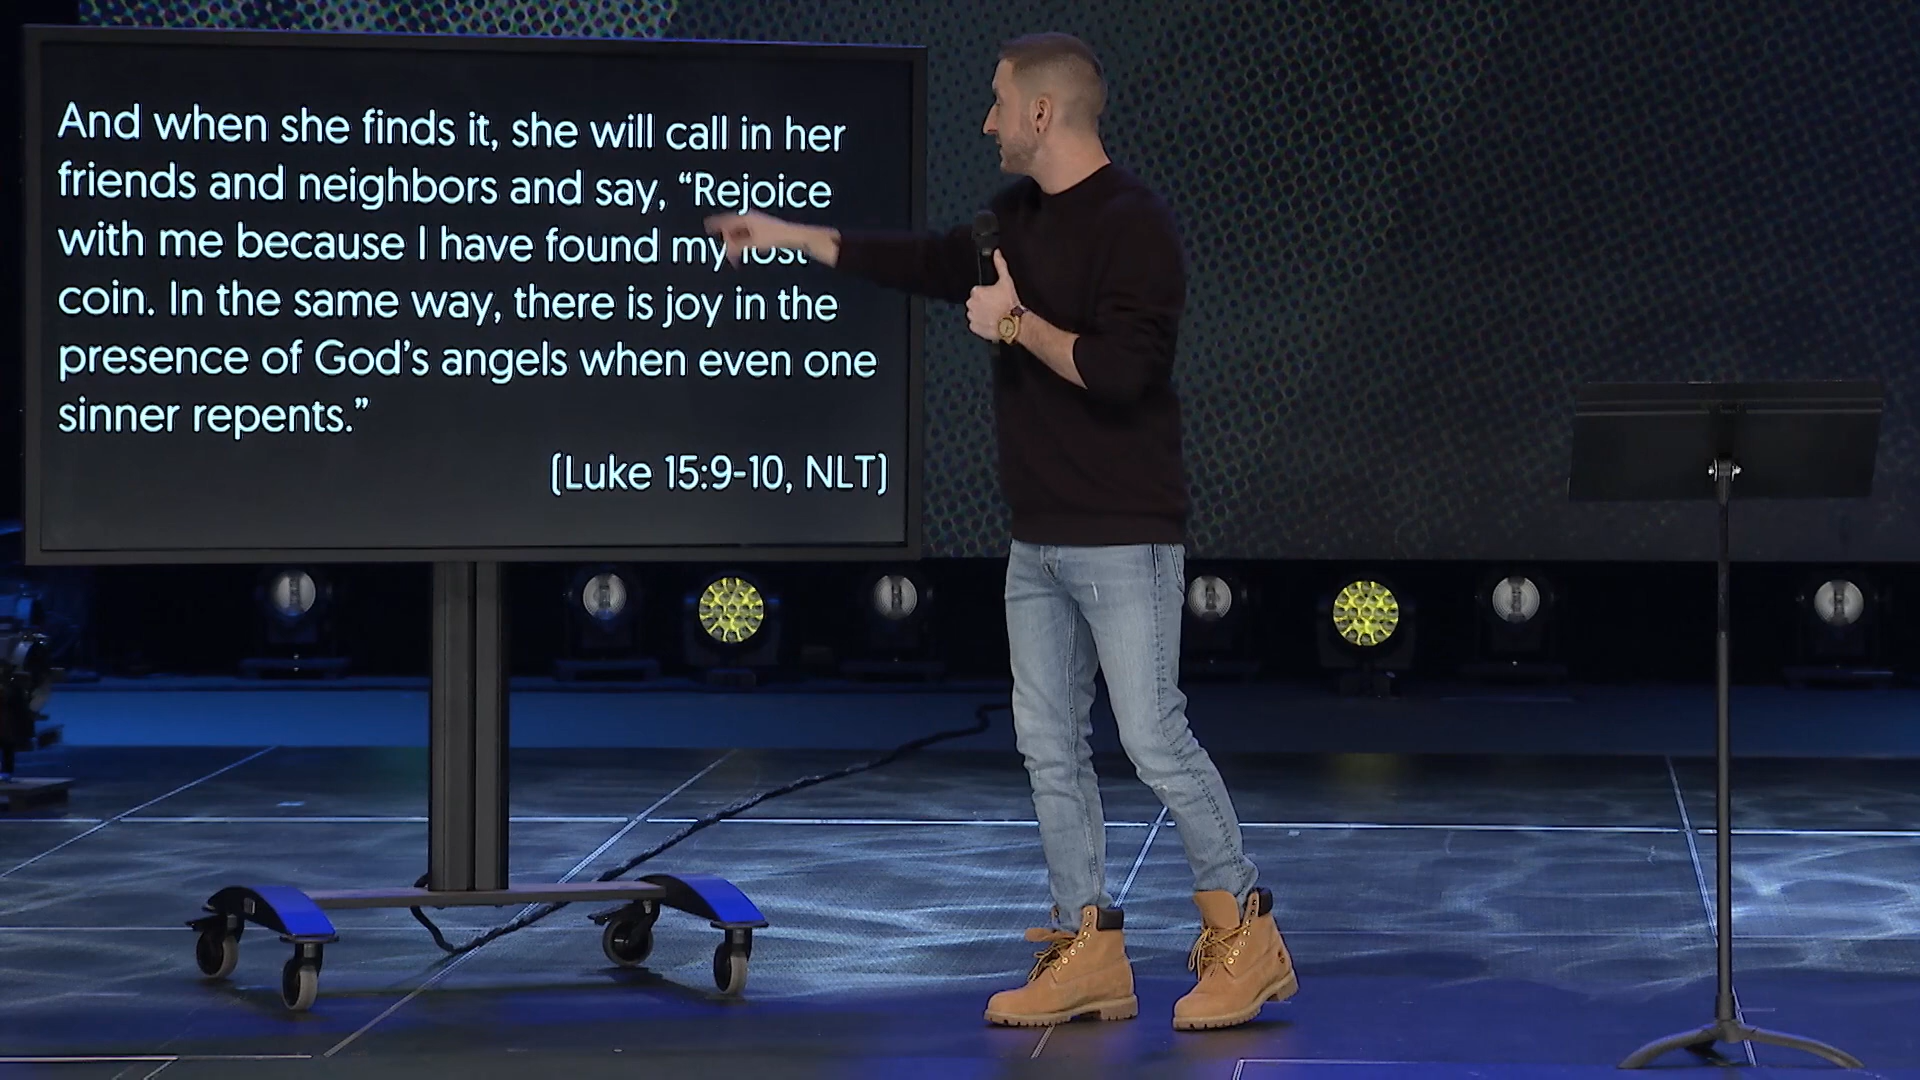 And when she finds it, she will call in her
friends and neighbors and say, “Rejoice
with me because I have found my lost
coin. In the same way, there is joy in the
presence of God’s angels when even one
sinner repents.”
(Luke 15:9-10, NLT)